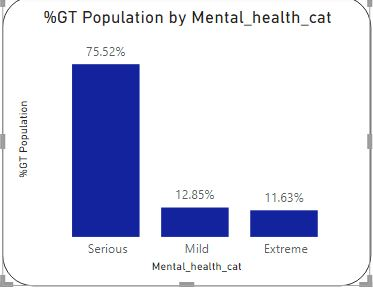 %GT Population by Mental_health_cat
75.52%
12.85%
11.63%
%GT Population
Serious
Mild
Extreme
Mental_health_cat